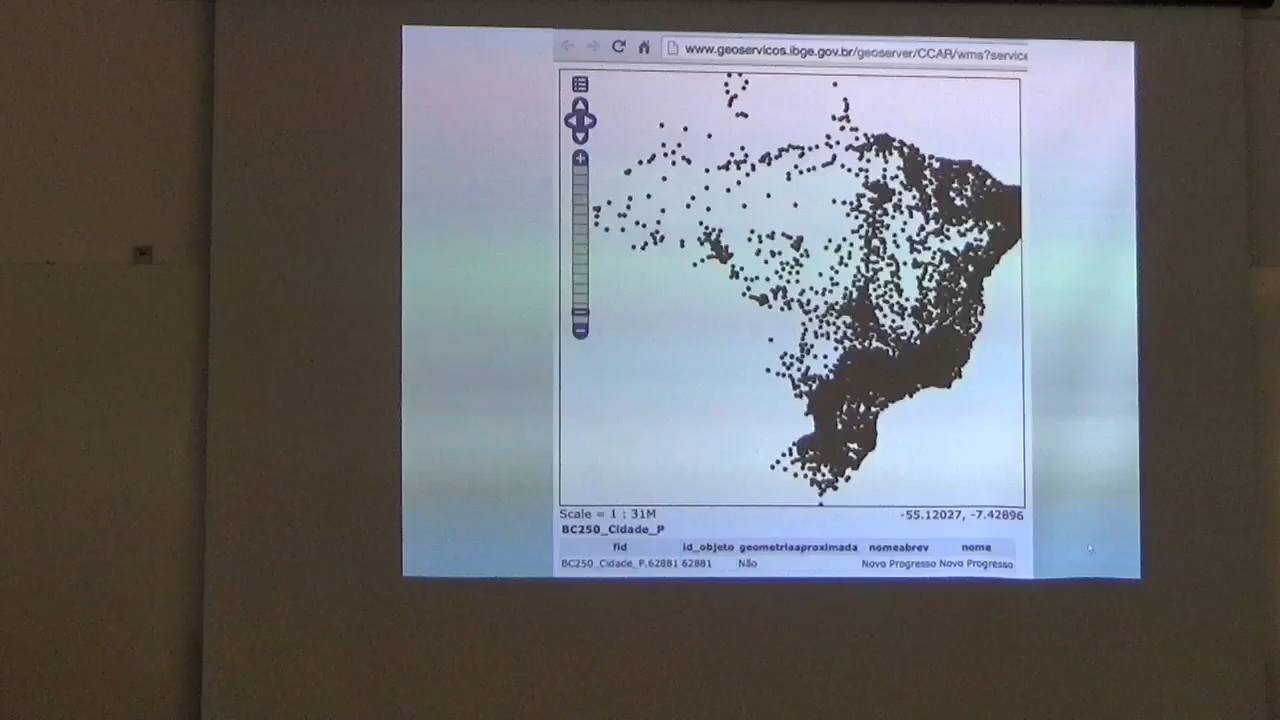 www.geoservicos.ibge.gov.br/geoserver/CCAR/wms?service
Scale = 1 : 31M
-55.12027, -7.42896
BC250_Cidade_P
fid id_objeto geometriaaproximada nomeabrev nome
BC250_Cidade_P.62881 62881 Não Novo Progresso Novo Progresso